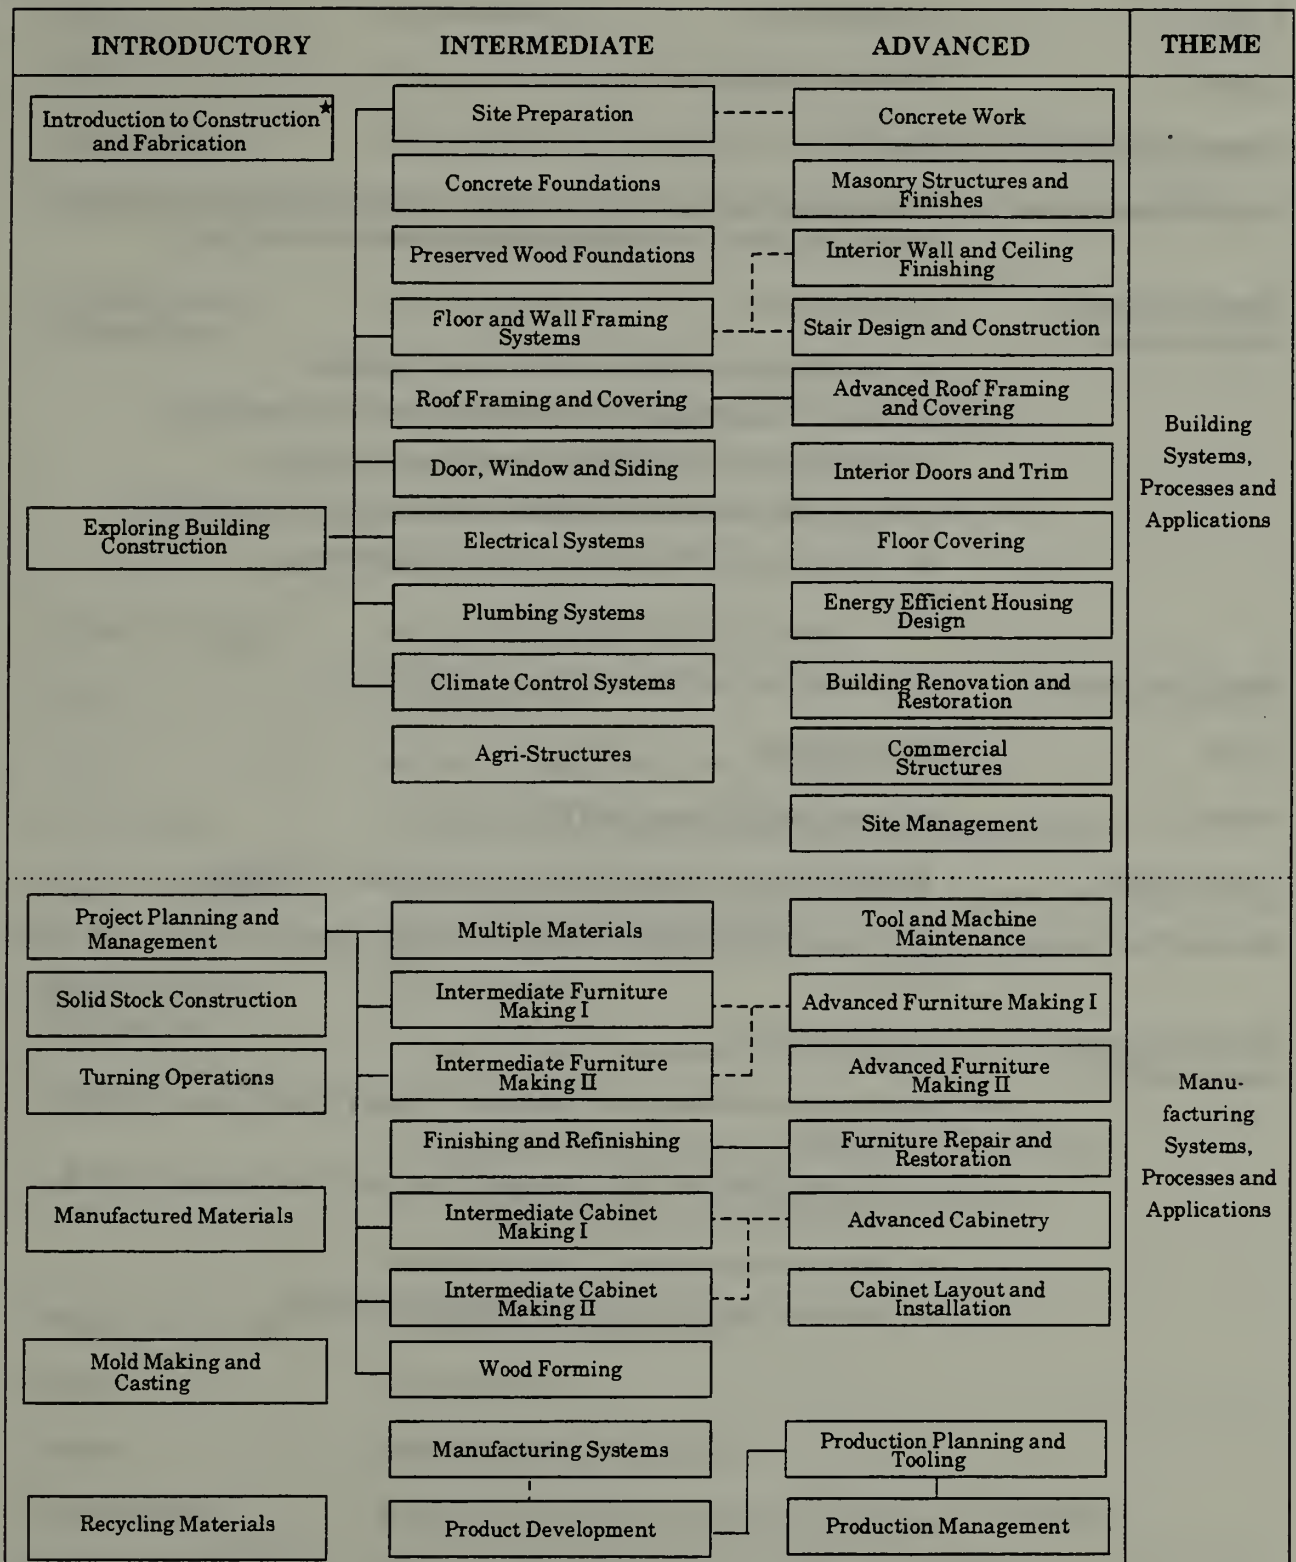 INTRODUCTORY
INTERMEDIATE
ADVANCED
THEME
Introduction to Construction★
and Fabrication
Site Preparation
Concrete Work
Concrete Foundations
Masonry Structures and
Finishes
Preserved Wood Foundations
Interior Wall and Ceiling
Finishing
Floor and Wall Framing
Systems
Stair Design and Construction
Roof Framing and Covering
Advanced Roof Framing
and Covering
Door, Window and Siding
Interior Doors and Trim
Building
Systems,
Processes and
Applications
Exploring Building
Construction
Electrical Systems
Floor Covering
Plumbing Systems
Energy Efficient Housing
Design
Climate Control Systems
Building Renovation and
Restoration
Agri-Structures
Commercial
Structures
Site Management
Project Planning and
Management
Multiple Materials
Tool and Machine
Maintenance
Solid Stock Construction
Intermediate Furniture
Making I
Advanced Furniture Making I
Turning Operations
Intermediate Furniture
Making II
Advanced Furniture
Making II
Manu-
facturing
Systems,
Processes and
Applications
Finishing and Refinishing
Furniture Repair and
Restoration
Manufactured Materials
Intermediate Cabinet
Making I
Advanced Cabinetry
Intermediate Cabinet
Making II
Cabinet Layout and
Installation
Mold Making and
Casting
Wood Forming
Manufacturing Systems
Production Planning and
Tooling
Recycling Materials
Product Development
Production Management